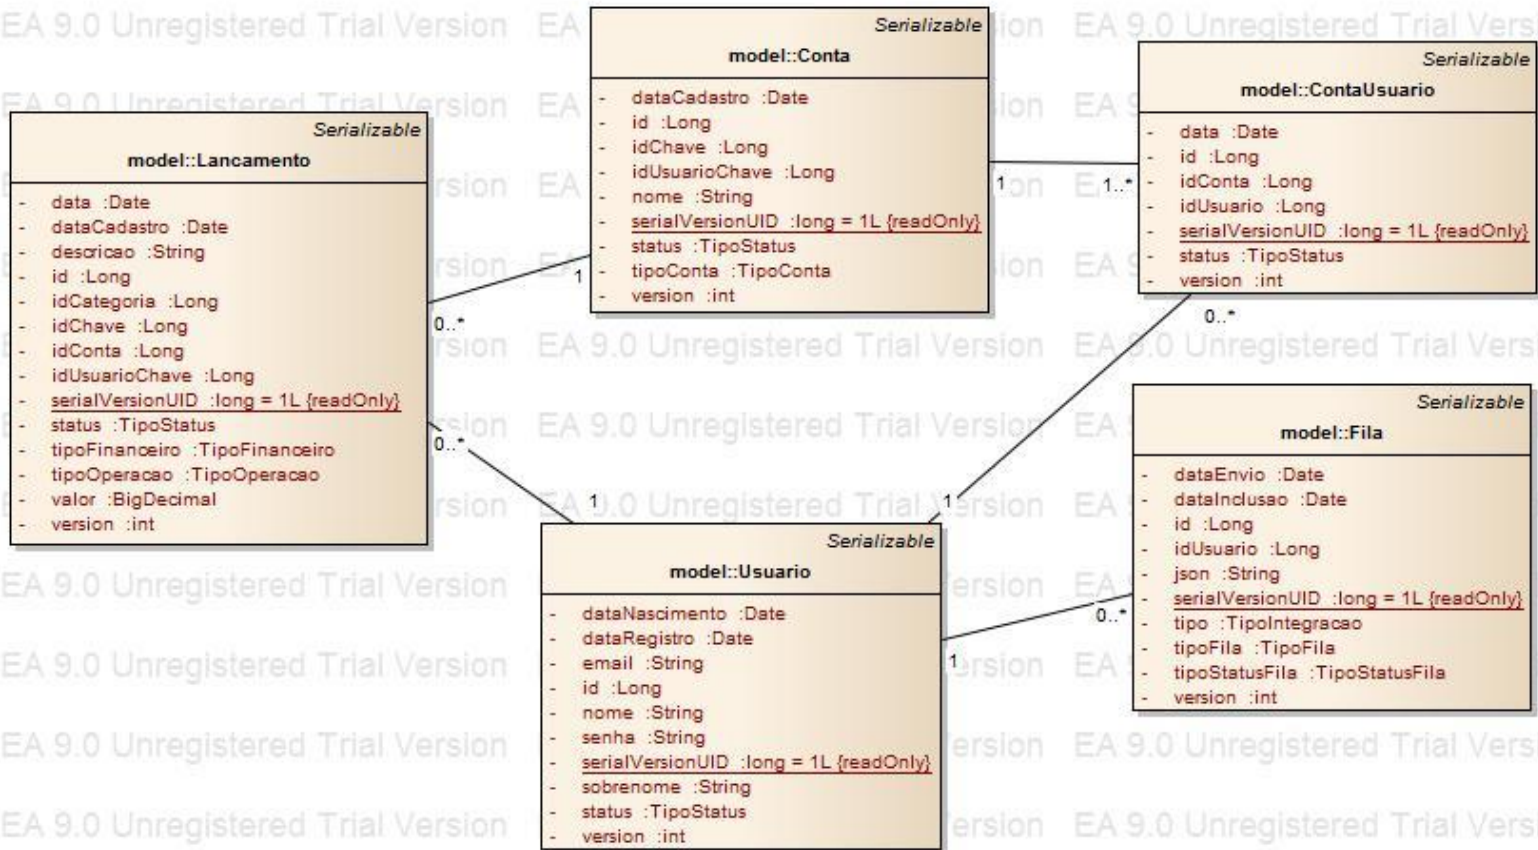 EA 9.0 Unregistered Trial Version
Serializable
model::Lancamento
- data :Date
- dataCadastro :Date
- descricao :String
- id :Long
- idCategoria :Long
- idChave :Long
- idConta :Long
- idUsuarioChave :Long
- serialVersionUID :long = 1L {readOnly}
- status :TipoStatus
- tipoFinanceiro :TipoFinanceiro
- tipoOperacao :TipoOperacao
- valor :BigDecimal
- version :int
0..*
1
0..*
1
Serializable
model::Conta
- dataCadastro :Date
- id :Long
- idChave :Long
- idUsuarioChave :Long
- nome :String
- serialVersionUID :long = 1L {readOnly}
- status :TipoStatus
- tipoConta :TipoConta
- version :int
1
1..*
Serializable
model::ContaUsuario
- data :Date
- id :Long
- idConta :Long
- idUsuario :Long
- serialVersionUID :long = 1L {readOnly}
- status :TipoStatus
- version :int
0..*
1
Serializable
model::Usuario
- dataNascimento :Date
- dataRegistro :Date
- email :String
- id :Long
- nome :String
- senha :String
- serialVersionUID :long = 1L {readOnly}
- sobrenome :String
- status :TipoStatus
- version :int
1
0..*
Serializable
model::Fila
- dataEnvio :Date
- dataInclusao :Date
- id :Long
- idUsuario :Long
- json :String
- serialVersionUID :long = 1L {readOnly}
- tipo :TipoIntegracao
- tipoFila :TipoFila
- tipoStatusFila :TipoStatusFila
- version :int